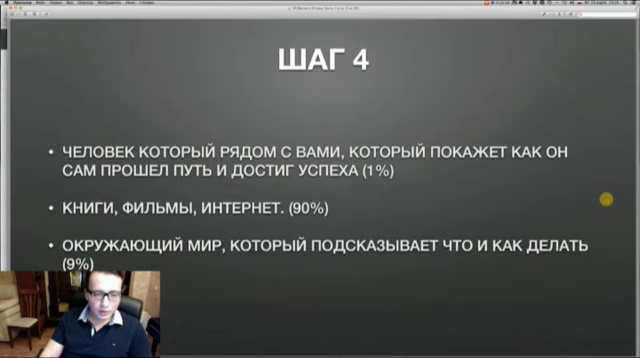 ШАГ 4
• ЧЕЛОВЕК КОТОРЫЙ РЯДОМ С ВАМИ, КОТОРЫЙ ПОКАЖЕТ КАК ОН
САМ ПРОШЕЛ ПУТЬ И ДОСТИГ УСПЕХА (1%)
• КНИГИ, ФИЛЬМЫ, ИНТЕРНЕТ. (90%)
• ОКРУЖАЮЩИЙ МИР, КОТОРЫЙ ПОДСКАЗЫВАЕТ ЧТО И КАК ДЕЛАТЬ
(9%)